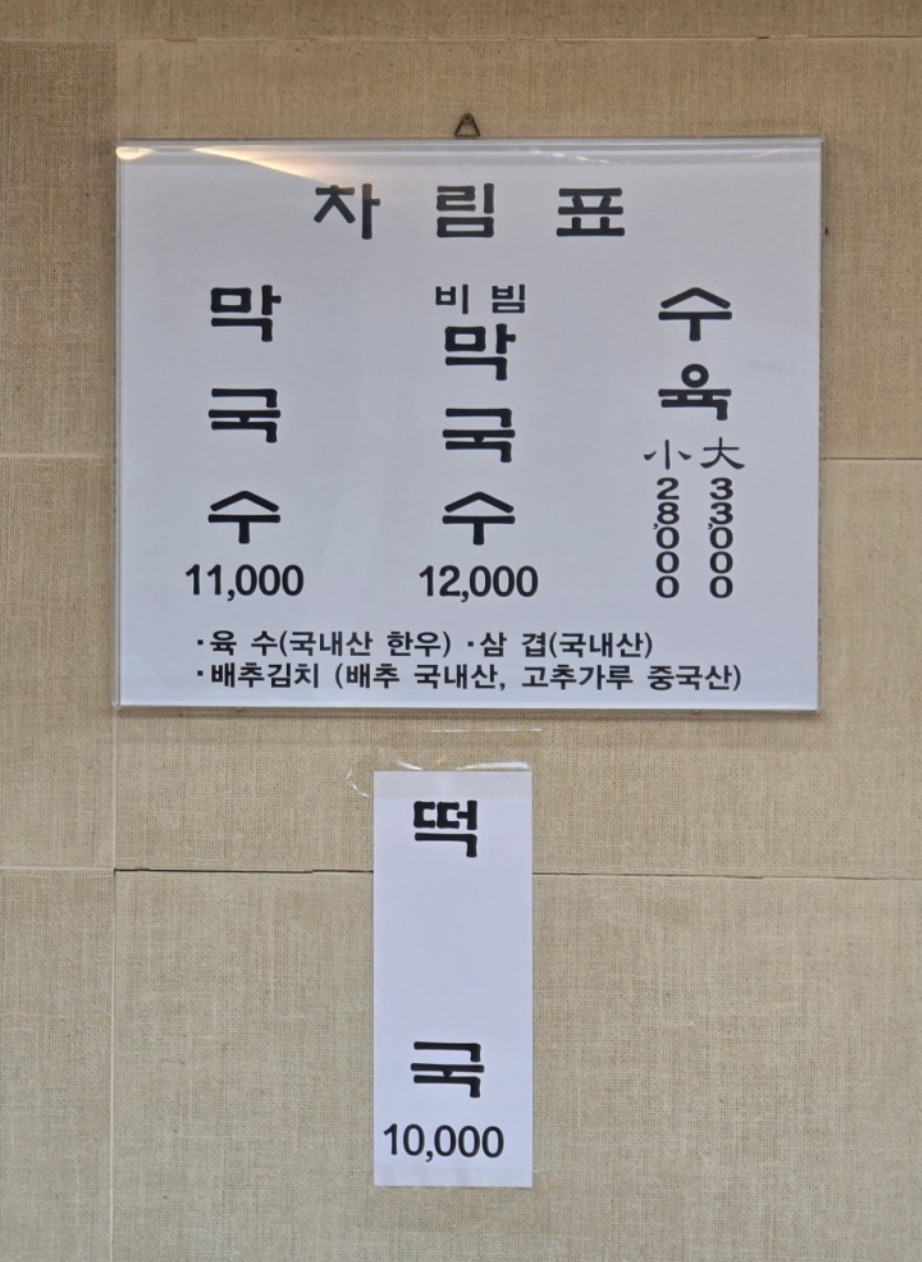 차림표
막국수
11,000
비빔
막국수
12,000
수육
小 28,000
大 33,000
·육 수(국내산 한우) ·삼 겹(국내산)
·배추김치 (배추 국내산, 고추가루 중국산)
떡국
10,000